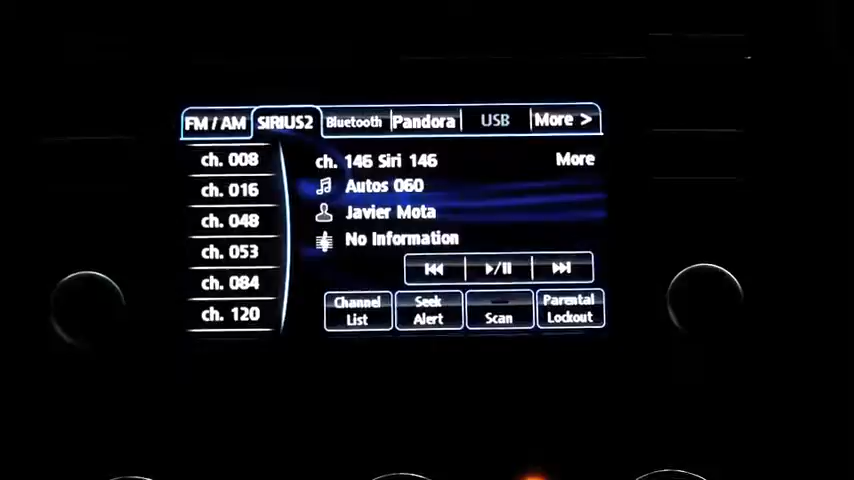 FM / AM SIRIUS2 Bluetooth Pandora USB More >
ch. 008
ch. 016
ch. 048
ch. 053
ch. 084
ch. 120
ch. 146 Siri 146 More
Autos 060
Javier Mota
No Information
Channel List
Seek Alert
Scan
Parental Lockout